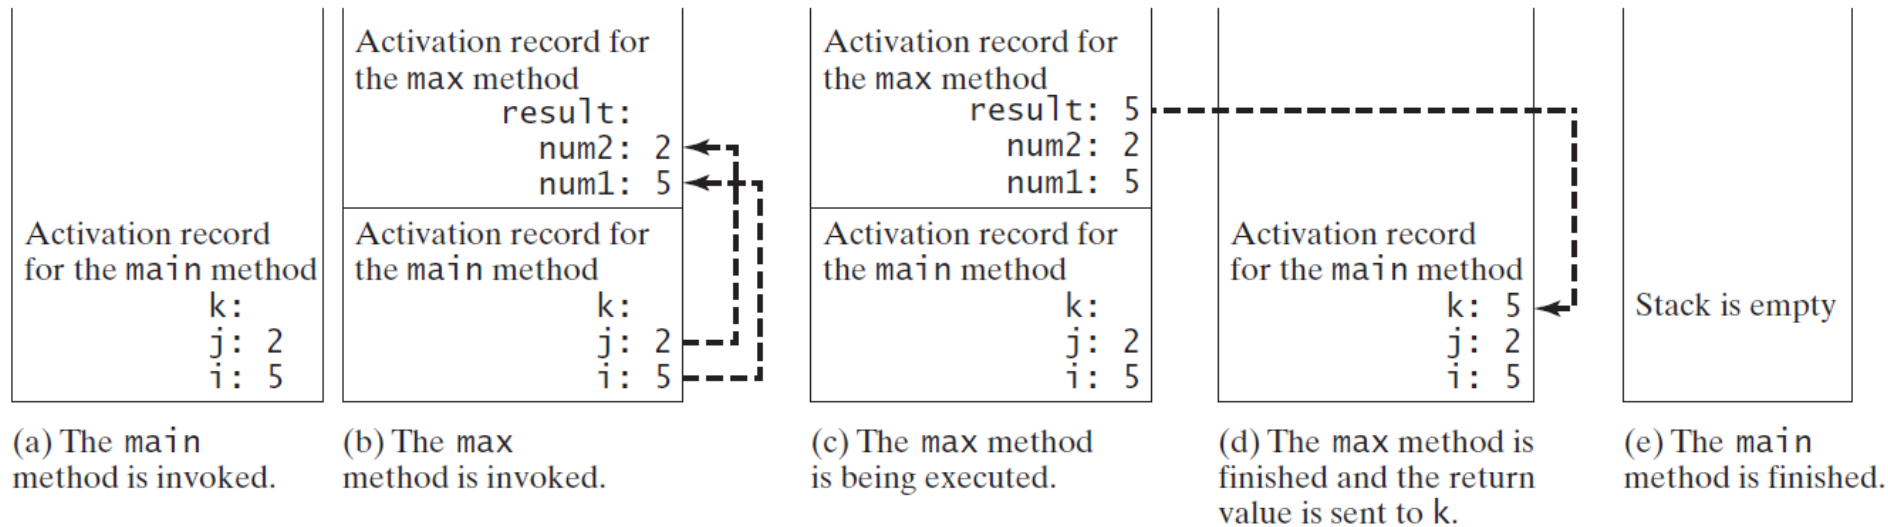 Activation record
for the main method
k:
j: 2
i: 5
(a) The main
method is invoked.
Activation record for
the max method
result:
num2: 2
num1: 5
Activation record for
the main method
k:
j: 2
i: 5
(b) The max
method is invoked.
Activation record for
the max method
result: 5
num2: 2
num1: 5
Activation record for
the main method
k:
j: 2
i: 5
(c) The max method
is being executed.
Activation record
for the main method
k: 5
j: 2
i: 5
(d) The max method is
finished and the return
value is sent to k.
Stack is empty
(e) The main
method is finished.